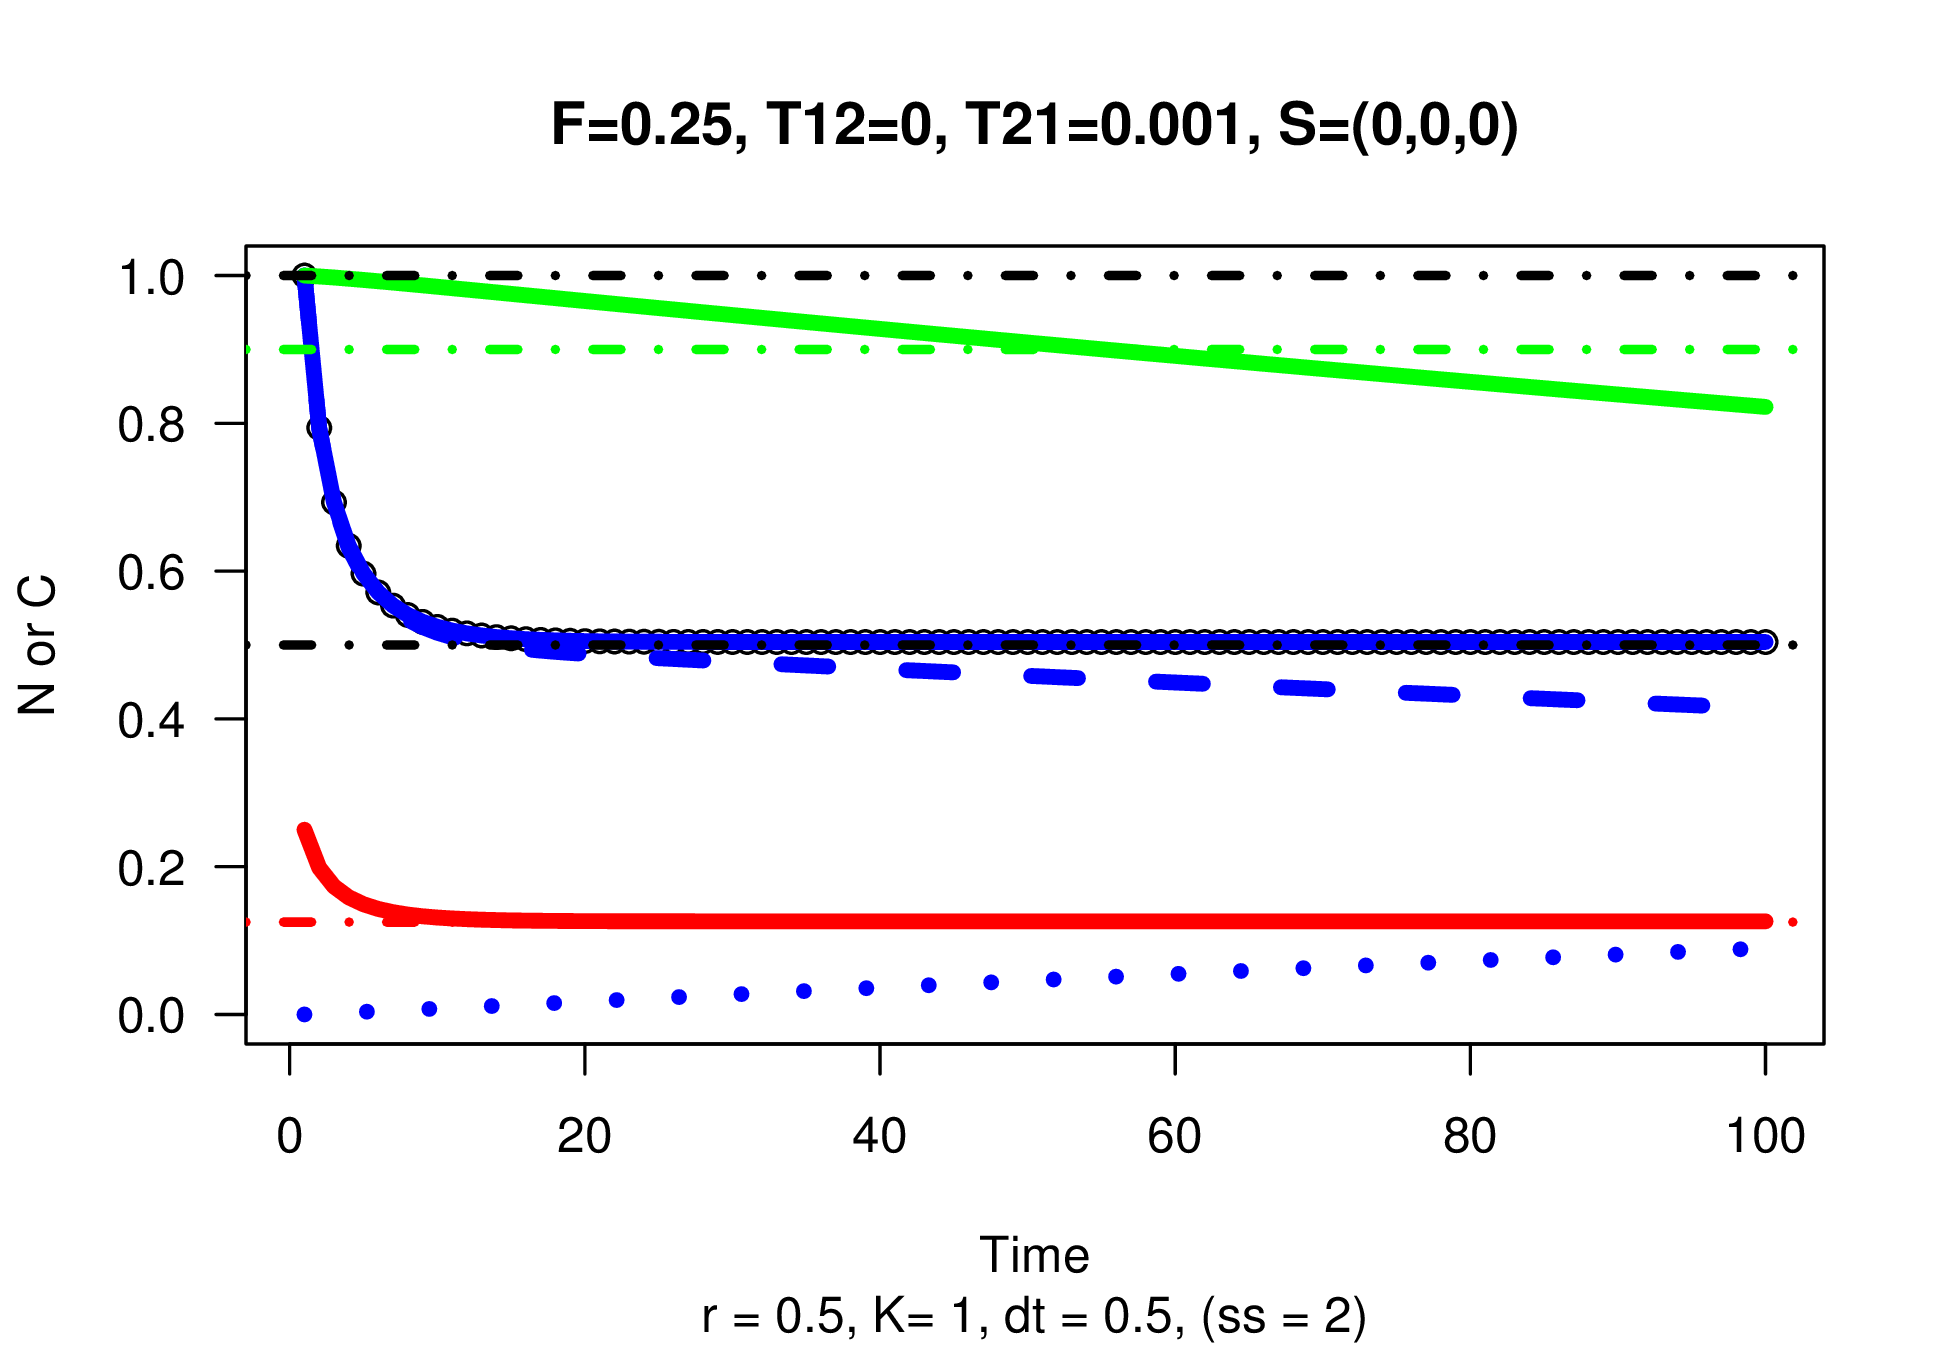 F=0.25, T12=0, T21=0.001, S=(0,0,0)
N or C
1.0
0.8
0.6
0.4
0.2
0.0
0 20 40 60 80 100
Time
r = 0.5, K= 1, dt = 0.5, (ss = 2)